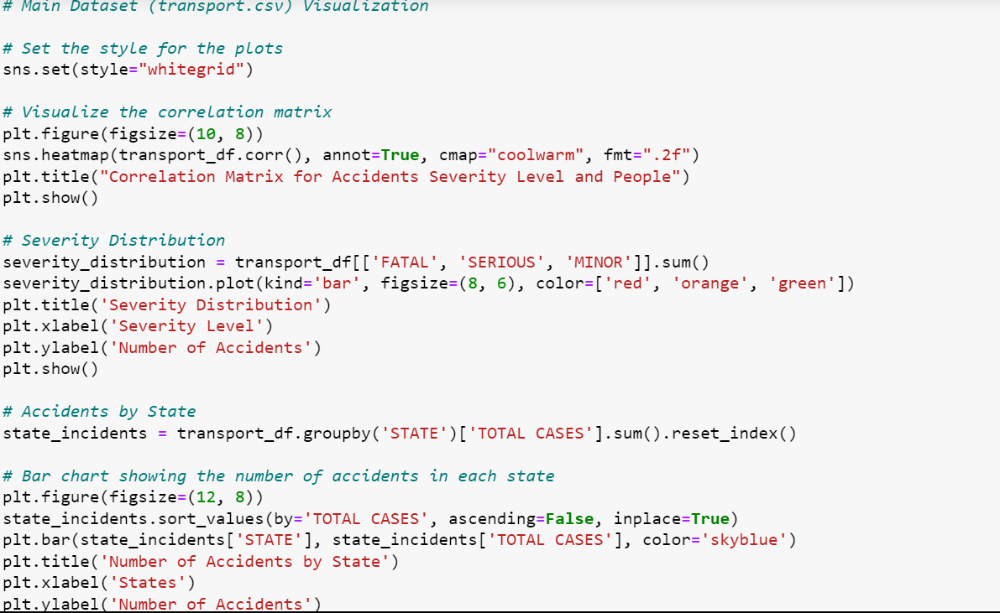 # Main Dataset (transport.csv) Visualization
# Set the style for the plots
sns.set(style="whitegrid")
# Visualize the correlation matrix
plt.figure(figsize=(10, 8))
sns.heatmap(transport_df.corr(), annot=True, cmap="coolwarm", fmt=".2f")
plt.title("Correlation Matrix for Accidents Severity Level and People")
plt.show()
# Severity Distribution
severity_distribution = transport_df[['FATAL', 'SERIOUS', 'MINOR']].sum()
severity_distribution.plot(kind='bar', figsize=(8, 6), color=['red', 'orange', 'green'])
plt.title('Severity Distribution')
plt.xlabel('Severity Level')
plt.ylabel('Number of Accidents')
plt.show()
# Accidents by State
state_incidents = transport_df.groupby('STATE')['TOTAL CASES'].sum().reset_index()
# Bar chart showing the number of accidents in each state
plt.figure(figsize=(12, 8))
state_incidents.sort_values(by='TOTAL CASES', ascending=False, inplace=True)
plt.bar(state_incidents['STATE'], state_incidents['TOTAL CASES'], color='skyblue')
plt.title('Number of Accidents by State')
plt.xlabel('States')
plt.ylabel('Number of Accidents')